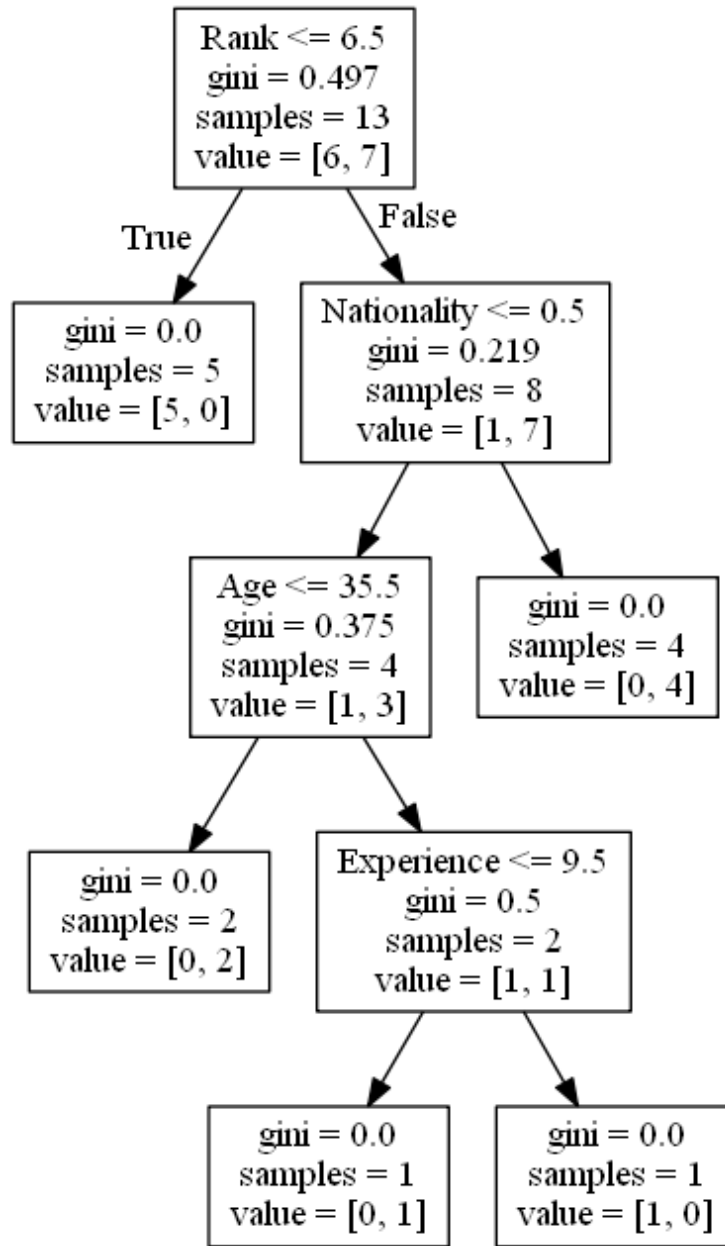 Rank <= 6.5
gini = 0.497
samples = 13
value = [6, 7]
True
False
gini = 0.0
samples = 5
value = [5, 0]
Nationality <= 0.5
gini = 0.219
samples = 8
value = [1, 7]
Age <= 35.5
gini = 0.375
samples = 4
value = [1, 3]
gini = 0.0
samples = 4
value = [0, 4]
gini = 0.0
samples = 2
value = [0, 2]
Experience <= 9.5
gini = 0.5
samples = 2
value = [1, 1]
gini = 0.0
samples = 1
value = [0, 1]
gini = 0.0
samples = 1
value = [1, 0]